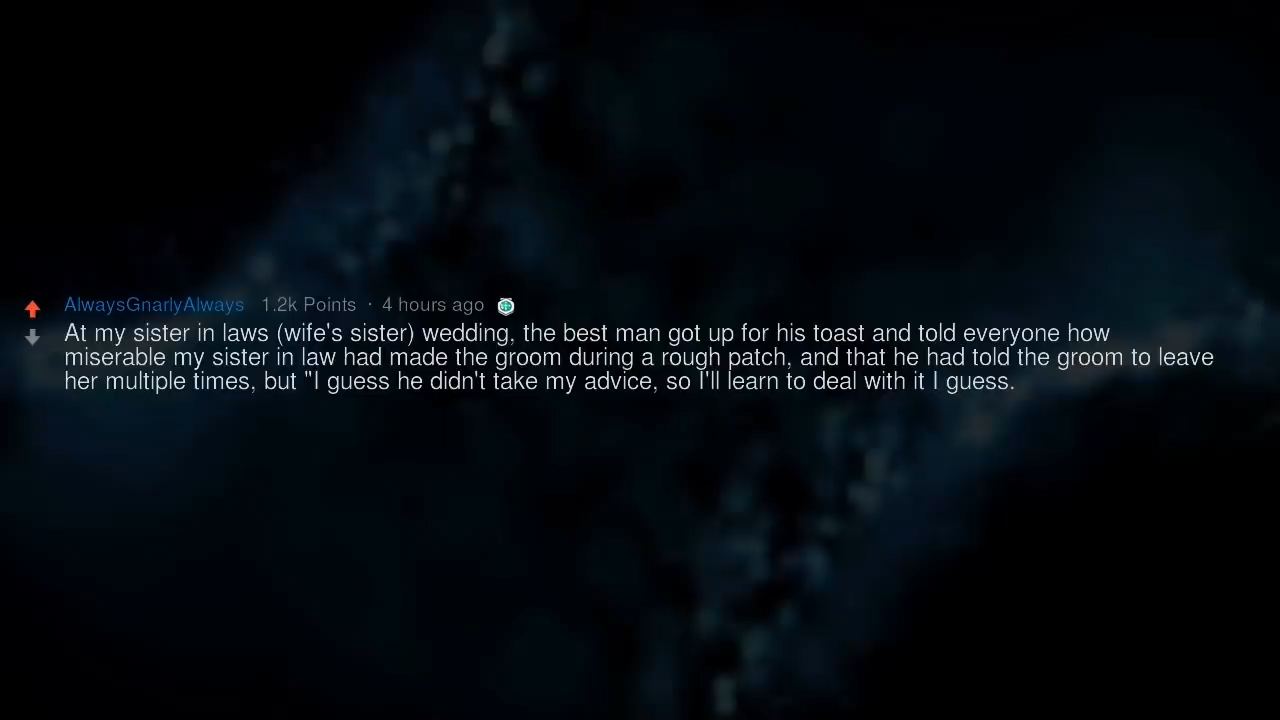 AlwaysGnarlyAlways 1.2k Points · 4 hours ago
At my sister in laws (wife's sister) wedding, the best man got up for his toast and told everyone how
miserable my sister in law had made the groom during a rough patch, and that he had told the groom to leave
her multiple times, but "I guess he didn't take my advice, so I'll learn to deal with it I guess.